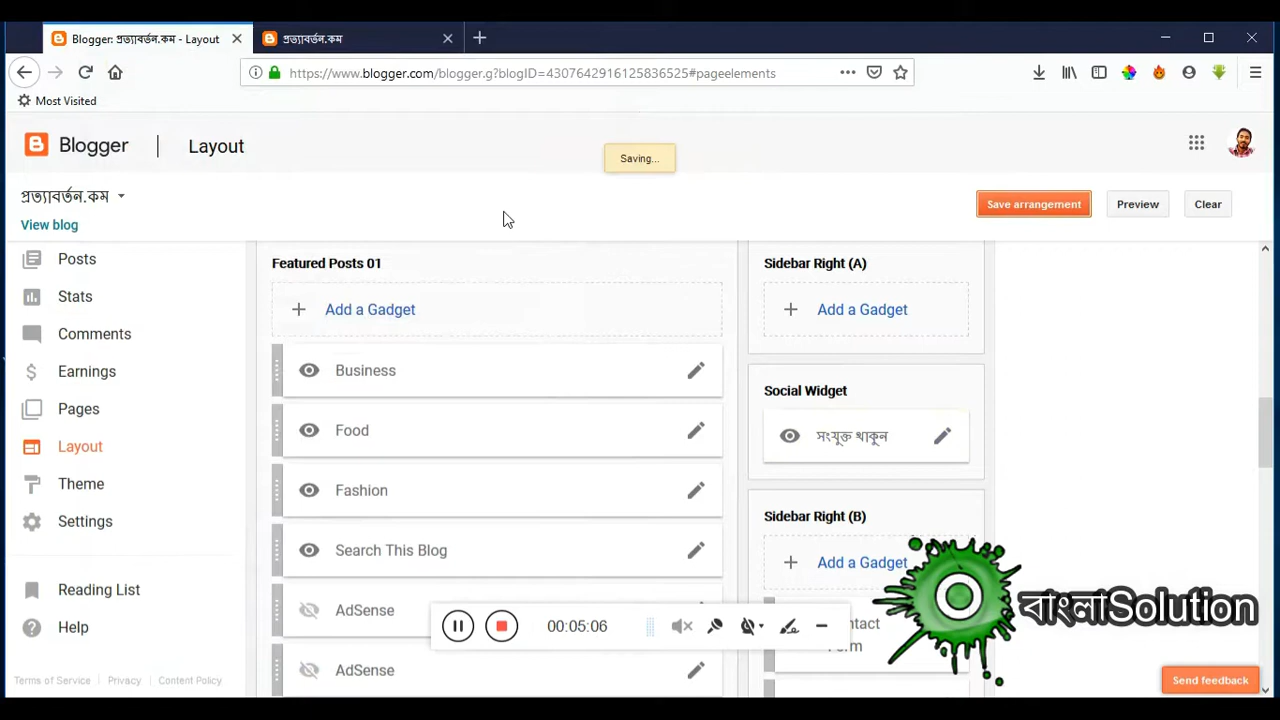 Blogger: প্রত্যাবর্তন.কম - Layout
প্রত্যাবর্তন.কম
https://www.blogger.com/blogger.g?blogID=4307642916125836525#pageelements
Most Visited
Blogger
Layout
Saving...
প্রত্যাবর্তন.কম
Save arrangement
Preview
Clear
View blog
Posts
Stats
Comments
Earnings
Pages
Layout
Theme
Settings
Reading List
Help
Terms of Service
Privacy
Content Policy
Featured Posts 01
Add a Gadget
Business
Food
Fashion
Search This Blog
AdSense
AdSense
Sidebar Right (A)
Add a Gadget
Social Widget
সংযুক্ত থাকুন
Sidebar Right (B)
Add a Gadget
00:05:06
বাংলাSolution
Send feedback